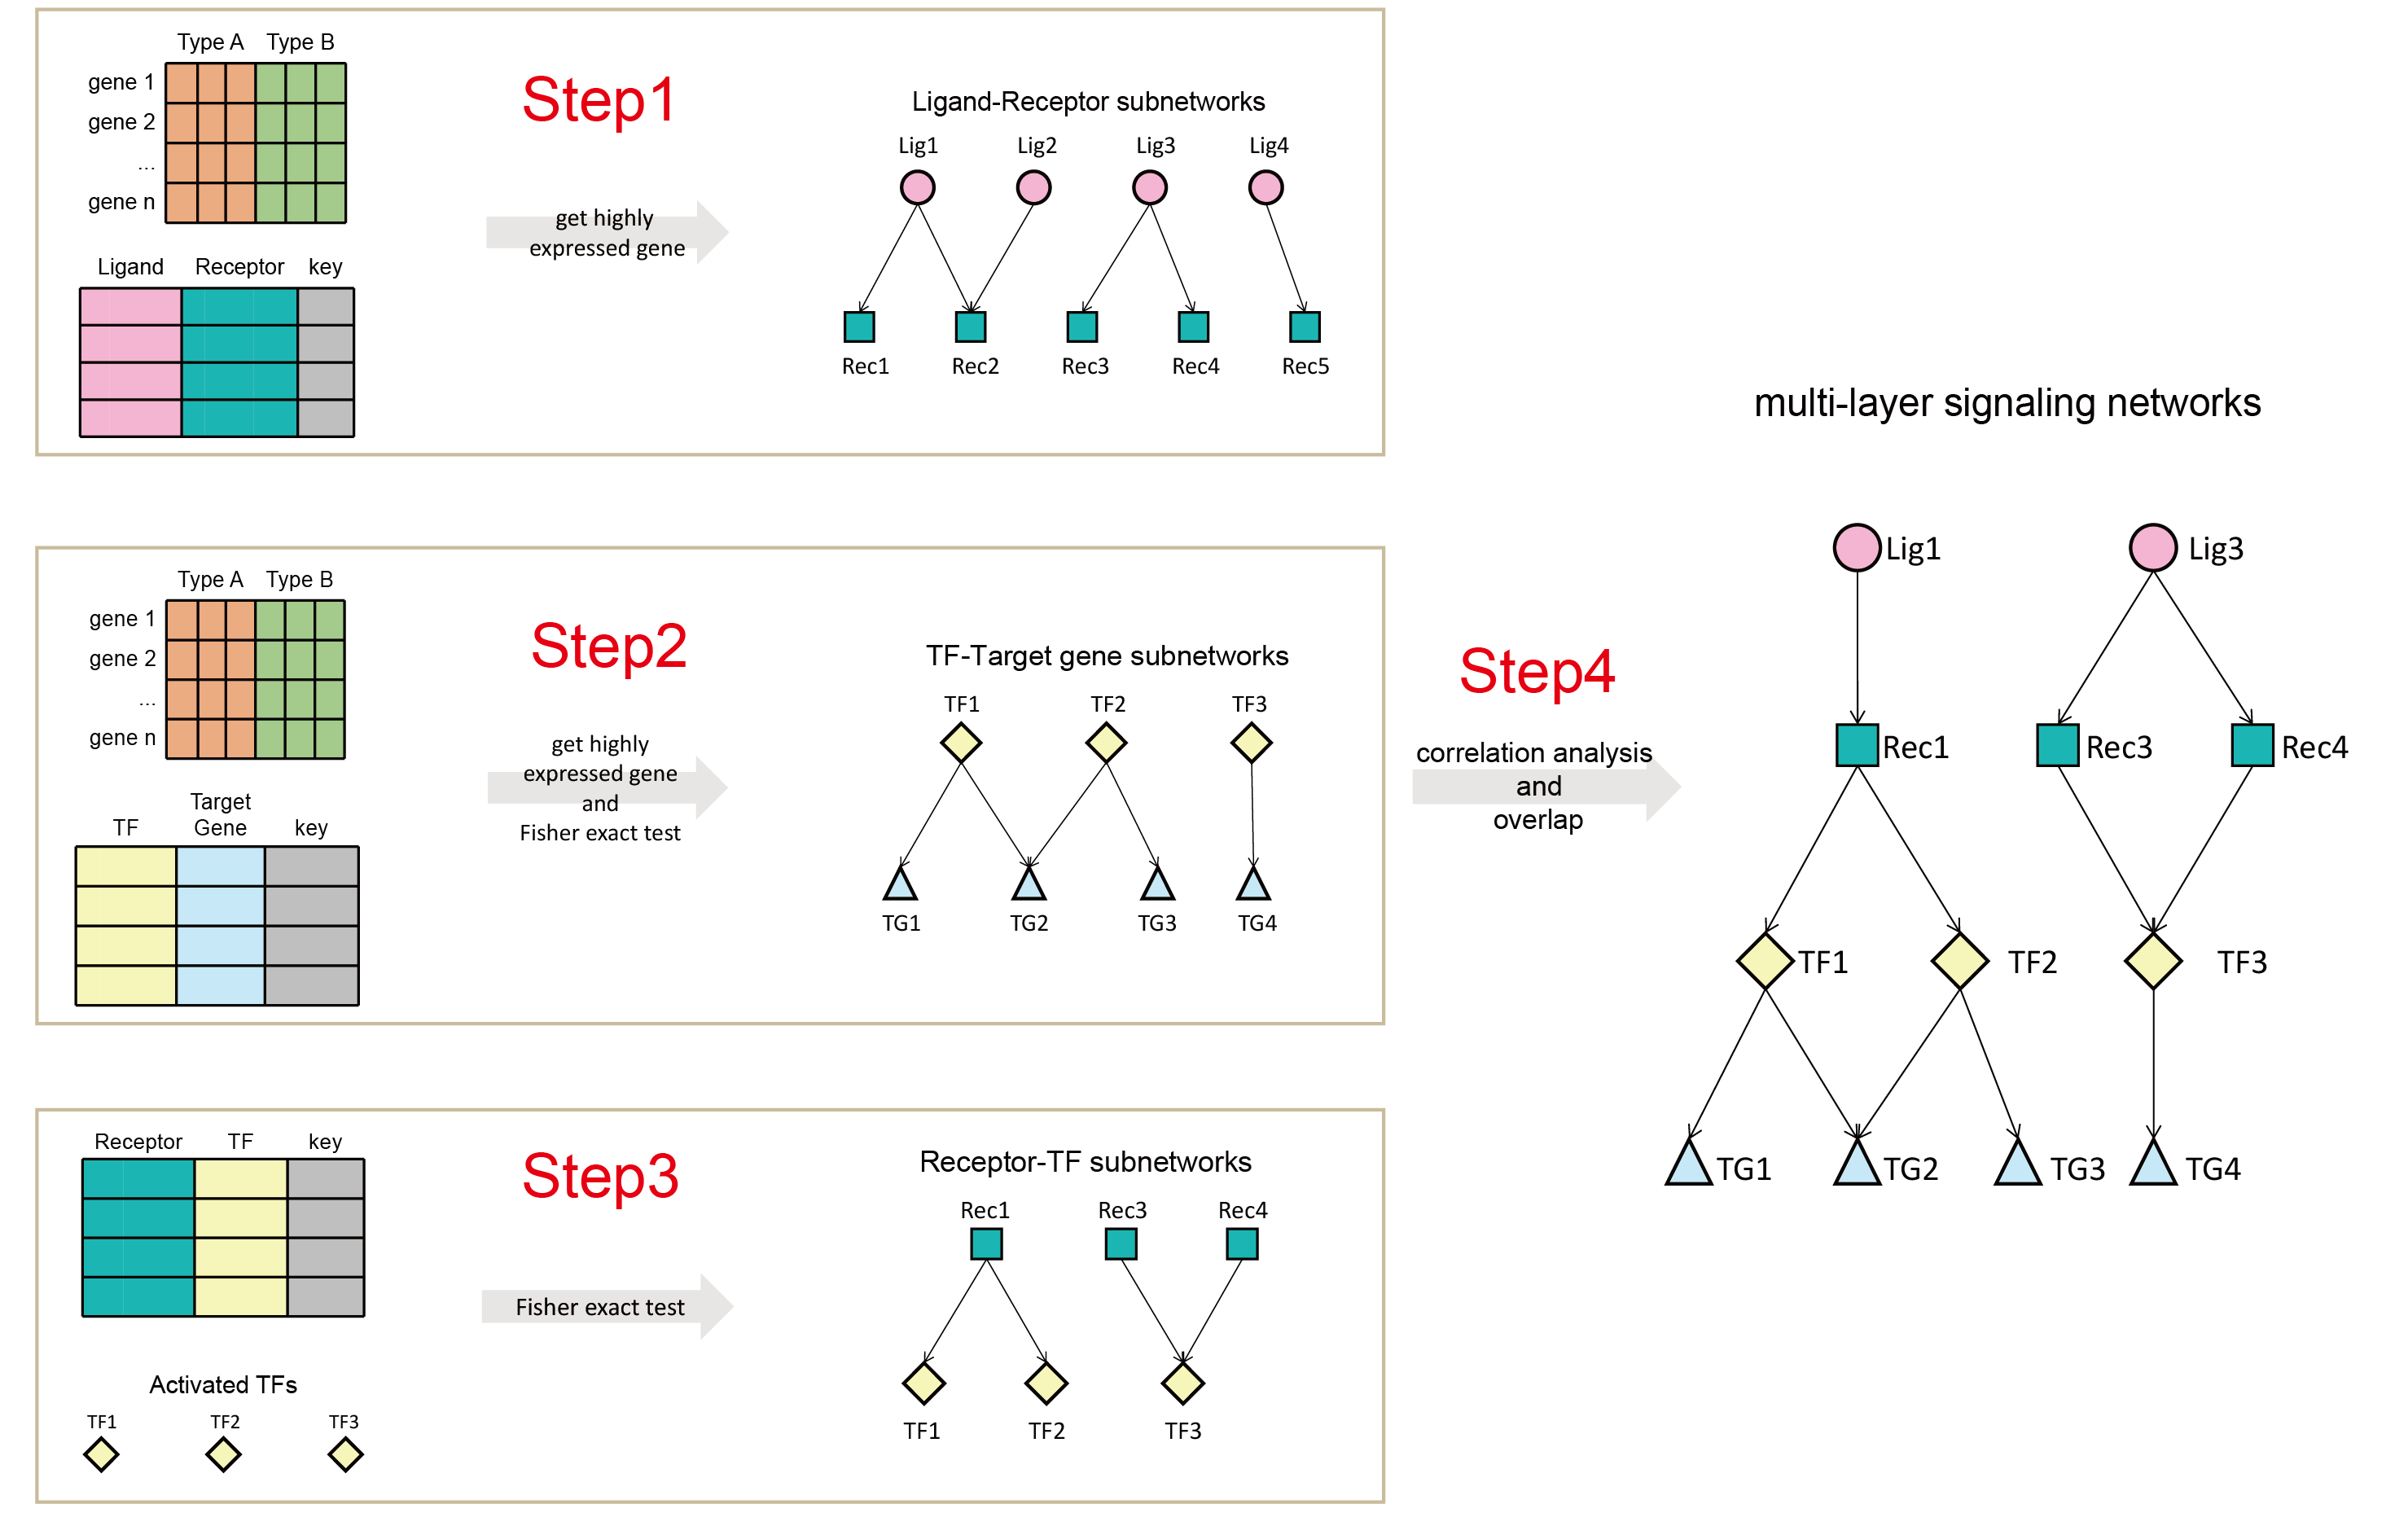 Type A Type B
gene 1
gene 2
...
gene n
Ligand Receptor key
Step1
get highly
expressed gene
Ligand-Receptor subnetworks
Lig1 Lig2 Lig3 Lig4
Rec1 Rec2 Rec3 Rec4 Rec5
Type A Type B
gene 1
gene 2
...
gene n
TF Target
Gene key
Step2
get highly
expressed gene
and
Fisher exact test
TF-Target gene subnetworks
TF1 TF2 TF3
TG1 TG2 TG3 TG4
Receptor TF key
Activated TFs
TF1 TF2 TF3
Step3
Fisher exact test
Receptor-TF subnetworks
Rec1 Rec3 Rec4
TF1 TF2 TF3
Step4
correlation analysis
and
overlap
multi-layer signaling networks
Lig1 Lig3
Rec1 Rec3 Rec4
TF1 TF2 TF3
TG1 TG2 TG3 TG4